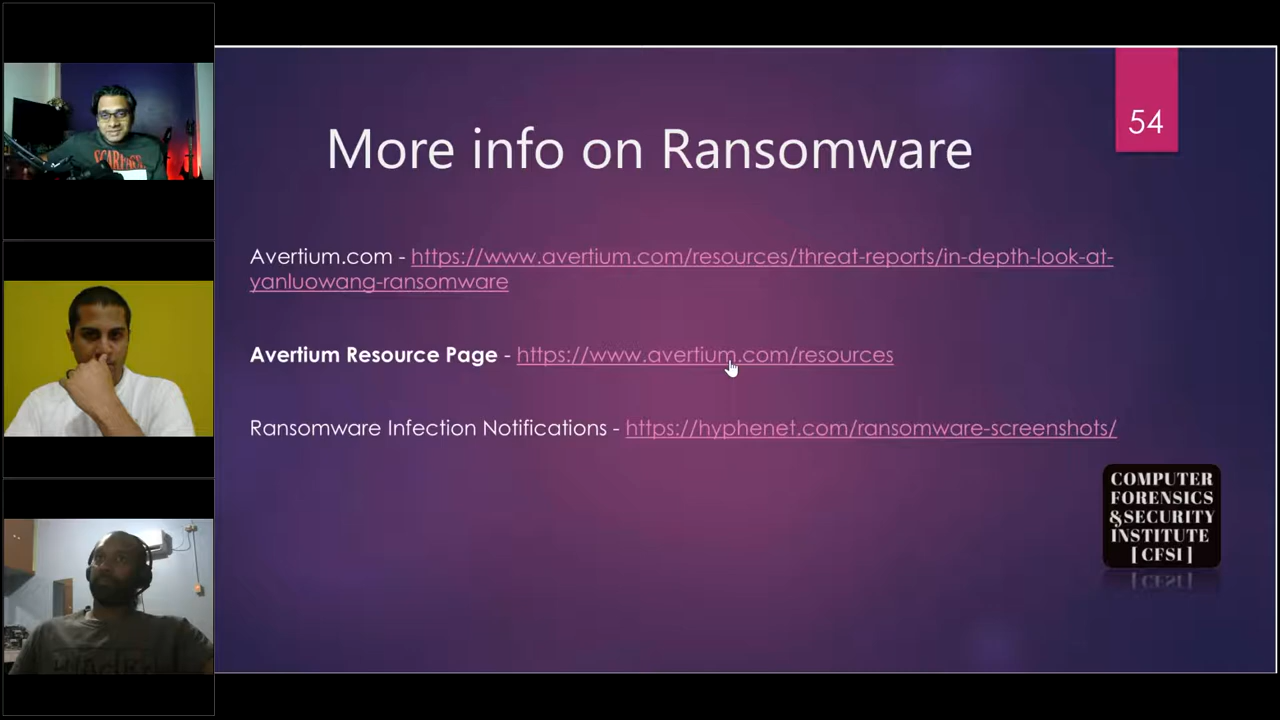 54
More info on Ransomware
Avertium.com - https://www.avertium.com/resources/threat-reports/in-depth-look-at-
yanluowang-ransomware
Avertium Resource Page - https://www.avertium.com/resources
Ransomware Infection Notifications - https://hyphenet.com/ransomware-screenshots/
COMPUTER
FORENSICS
&SECURITY
INSTITUTE
[ CFSI ]